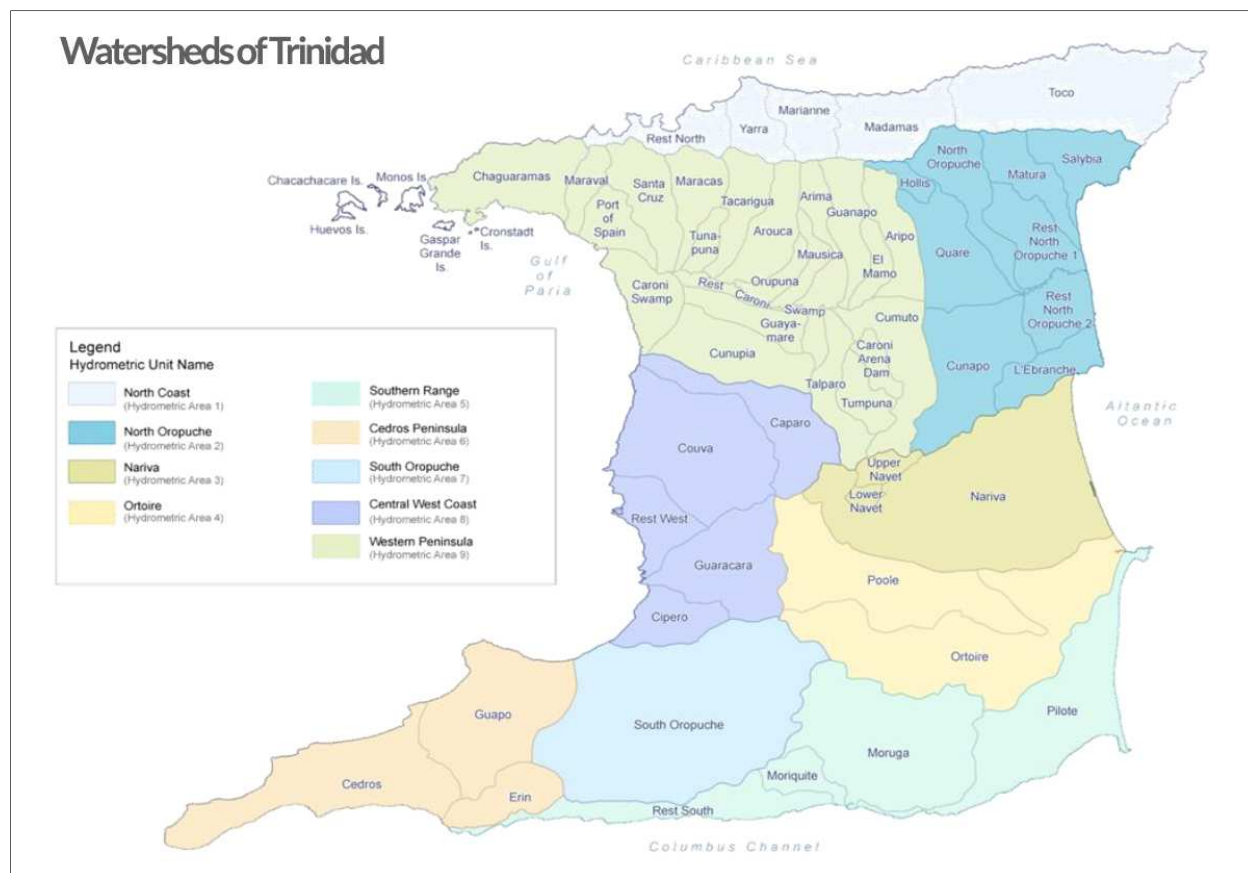 Watersheds of Trinidad
Caribbean Sea
Toco
Marianne
Yarra
Madamas
Rest North
North
Oropuche
Salybia
Matura
Hollis
Chacachacare Is.
Monos Is.
Huevos Is.
Gaspar
Grande
Is.
Cronstadt
Is.
Chaguaramas
Maraval
Port
of
Spain
Santa
Cruz
Maracas
Tacarigua
Tuna-
puna
Arouca
Arima
Guanapo
Mausica
Aripo
El
Mamo
Quare
Rest
North
Oropuche 1
Gulf
of
Paria
Caroni
Swamp
Rest
Caroni
Swamp
Orupuna
Guaya-
mare
Cumuto
Rest
North
Oropuche 2
Cunupia
Caroni
Arena
Dam
Talparo
Tumpuna
Cunapo
L'Ebranche
Atlantic
Ocean
Legend
Hydrometric Unit Name
North Coast
(Hydrometric Area 1)
North Oropuche
(Hydrometric Area 2)
Nariva
(Hydrometric Area 3)
Ortoire
(Hydrometric Area 4)
Southern Range
(Hydrometric Area 5)
Cedros Peninsula
(Hydrometric Area 6)
South Oropuche
(Hydrometric Area 7)
Central West Coast
(Hydrometric Area 8)
Western Peninsula
(Hydrometric Area 9)
Caparo
Couva
Upper
Navet
Lower
Navet
Nariva
Rest West
Guaracara
Poole
Cipero
Ortoire
Guapo
South Oropuche
Pilote
Moruga
Moriquite
Cedros
Erin
Rest South
Columbus Channel